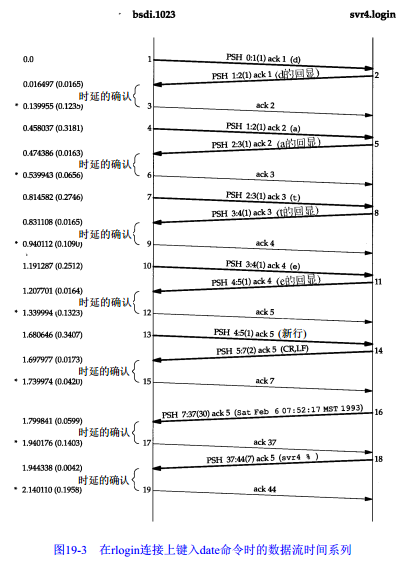 bsdi.1023 svr4.login
0.0 1 PSH 0:1(1) ack 1 (d)
0.016497 (0.0165) PSH 1:2(1) ack 1 (d的回显) 2
时延的确认
* 0.139955 (0.1235) 3 ack 2
0.458037 (0.3181) 4 PSH 1:2(1) ack 2 (a)
0.474386 (0.0163) PSH 2:3(1) ack 2 (a的回显) 5
时延的确认
* 0.539943 (0.0656) 6 ack 3
0.814582 (0.2746) 7 PSH 2:3(1) ack 3 (t)
0.831108 (0.0165) PSH 3:4(1) ack 3 (t的回显) 8
时延的确认
* 0.940112 (0.1090) 9 ack 4
1.191287 (0.2512) 10 PSH 3:4(1) ack 4 (e)
1.207701 (0.0164) PSH 4:5(1) ack 4 (e的回显) 11
时延的确认
* 1.339994 (0.1323) 12 ack 5
1.680646 (0.3407) 13 PSH 4:5(1) ack 5 (新行)
1.697977 (0.0173) PSH 5:7(2) ack 5 (CR,LF) 14
时延的确认
* 1.739974 (0.0420) 15 ack 7
1.799841 (0.0599) PSH 7:37(30) ack 5 (Sat Feb 6 07:52:17 MST 1993) 16
时延的确认
* 1.940176 (0.1403) 17 ack 37
1.944338 (0.0042) PSH 37:44(7) ack 5 (svr4 % ) 18
时延的确认
* 2.140110 (0.1958) 19 ack 44
图19-3 在rlogin连接上键入date命令时的数据流时间系列